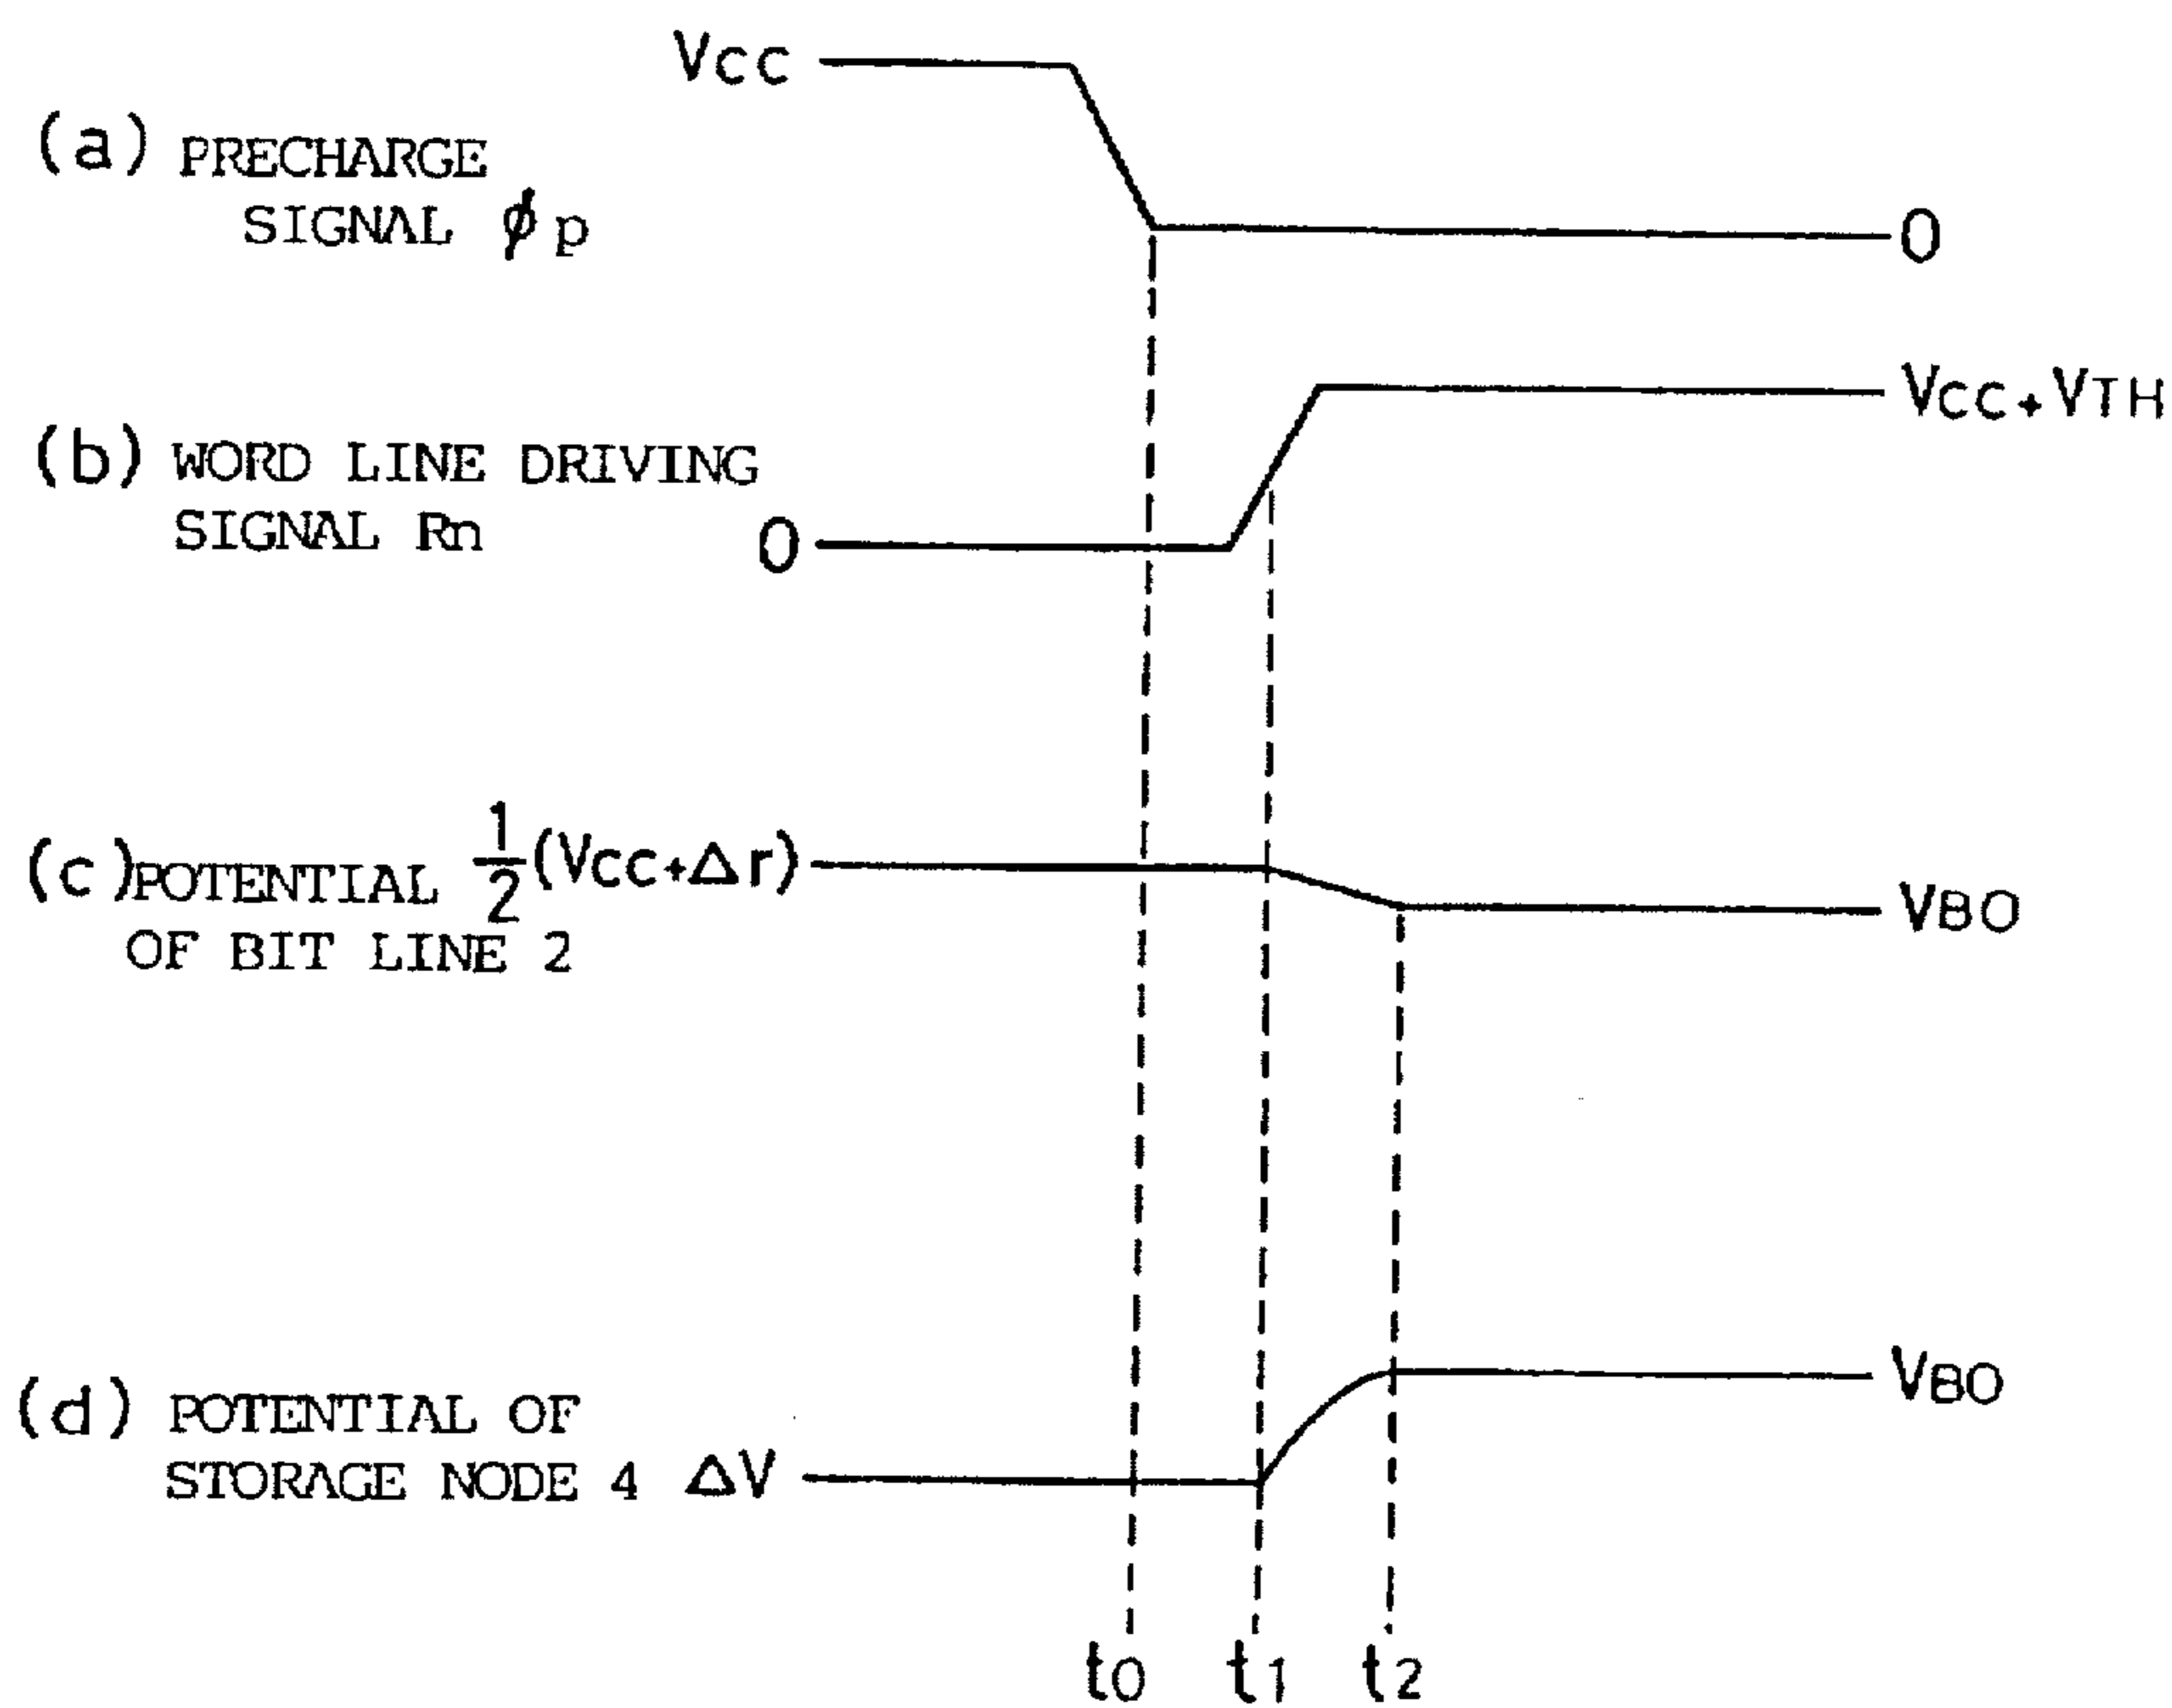 Vcc
(a) PRECHARGE
SIGNAL ϕp
0
Vcc+VTH
(b) WORD LINE DRIVING
SIGNAL Rn
0
(c) POTENTIAL 1/2(Vcc+Δr)
OF BIT LINE 2
VBO
(d) POTENTIAL OF
STORAGE NODE 4 ΔV
VBO
t0 t1 t2